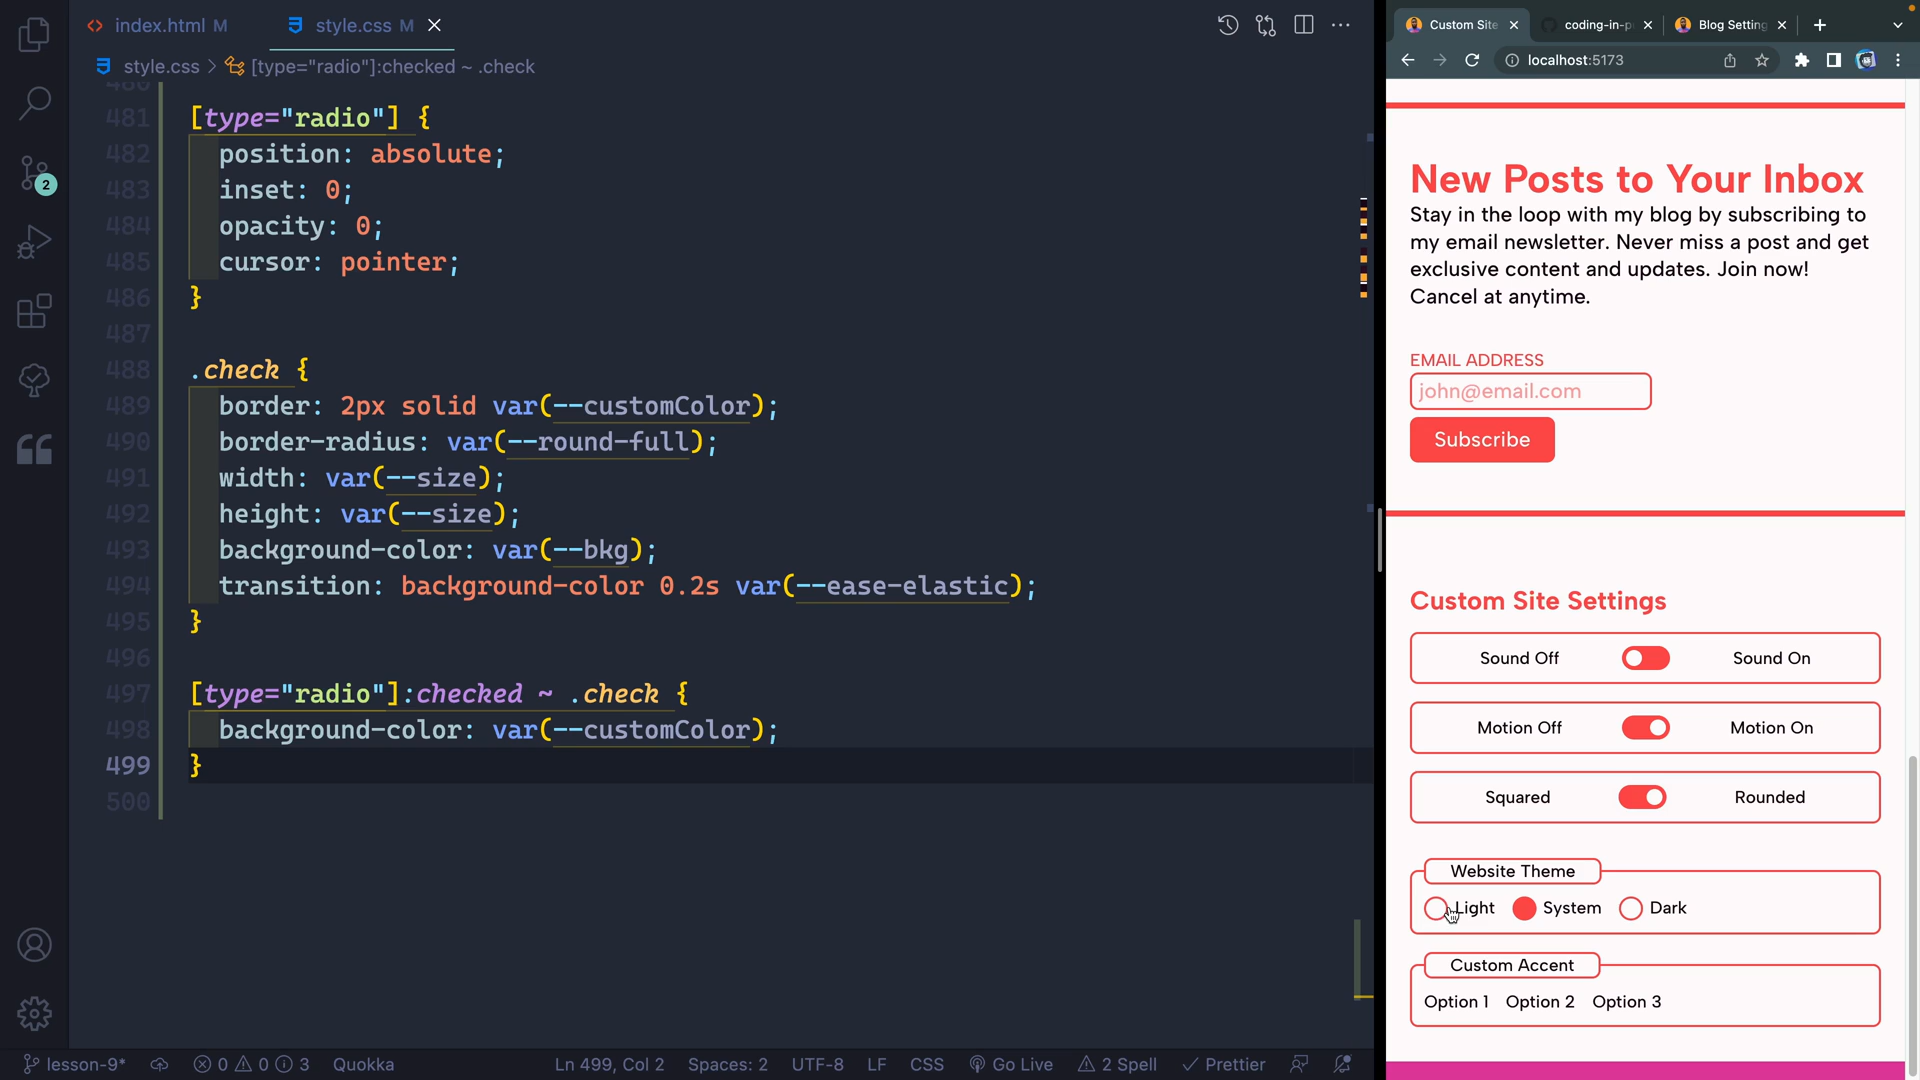 index.html M
style.css M
style.css > [type="radio"]:checked ~ .check
480
481 [type="radio"] {
482 position: absolute;
483 inset: 0;
484 opacity: 0;
485 cursor: pointer;
486 }
487
488 .check {
489 border: 2px solid var(--customColor);
490 border-radius: var(--round-full);
491 width: var(--size);
492 height: var(--size);
493 background-color: var(--bkg);
494 transition: background-color 0.2s var(--ease-elastic);
495 }
496
497 [type="radio"]:checked ~ .check {
498 background-color: var(--customColor);
499 }
500
2
lesson-9* 0 0 3 Quokka Ln 499, Col 2 Spaces: 2 UTF-8 LF CSS Go Live 2 Spell Prettier
Custom Site
coding-in-p
Blog Setting
localhost:5173
New Posts to Your Inbox
Stay in the loop with my blog by subscribing to
my email newsletter. Never miss a post and get
exclusive content and updates. Join now!
Cancel at anytime.
EMAIL ADDRESS
john@email.com
Subscribe
Custom Site Settings
Sound Off Sound On
Motion Off Motion On
Squared Rounded
Website Theme
Light System Dark
Custom Accent
Option 1 Option 2 Option 3